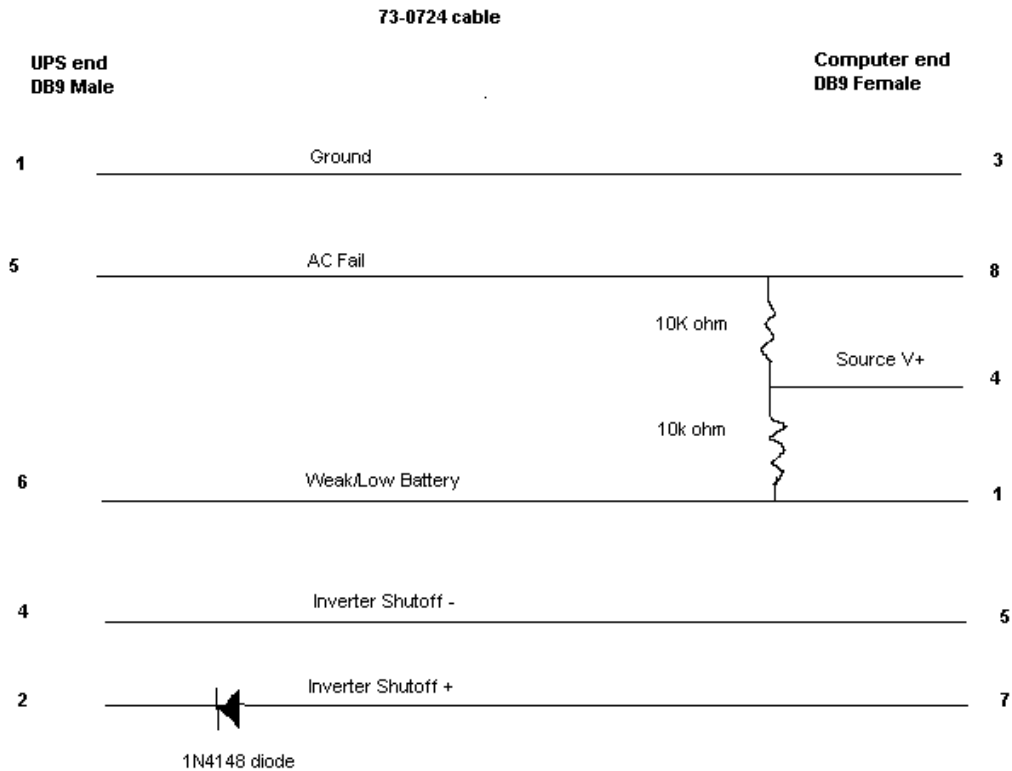 73-0724 cable
UPS end
DB9 Male
Computer end
DB9 Female
1
Ground
3
5
AC Fail
8
10K ohm
Source V+
4
10k ohm
6
Weak/Low Battery
1
4
Inverter Shutoff -
5
2
Inverter Shutoff +
7
1N4148 diode